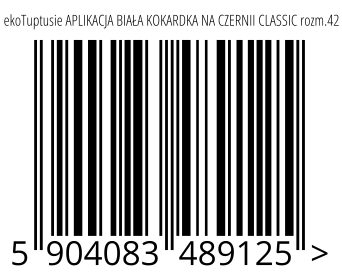 ekoTuptusie APLIKACJA BIAŁA KOKARDKA NA CZERNII CLASSIC rozm.42
5 904083 489125 >